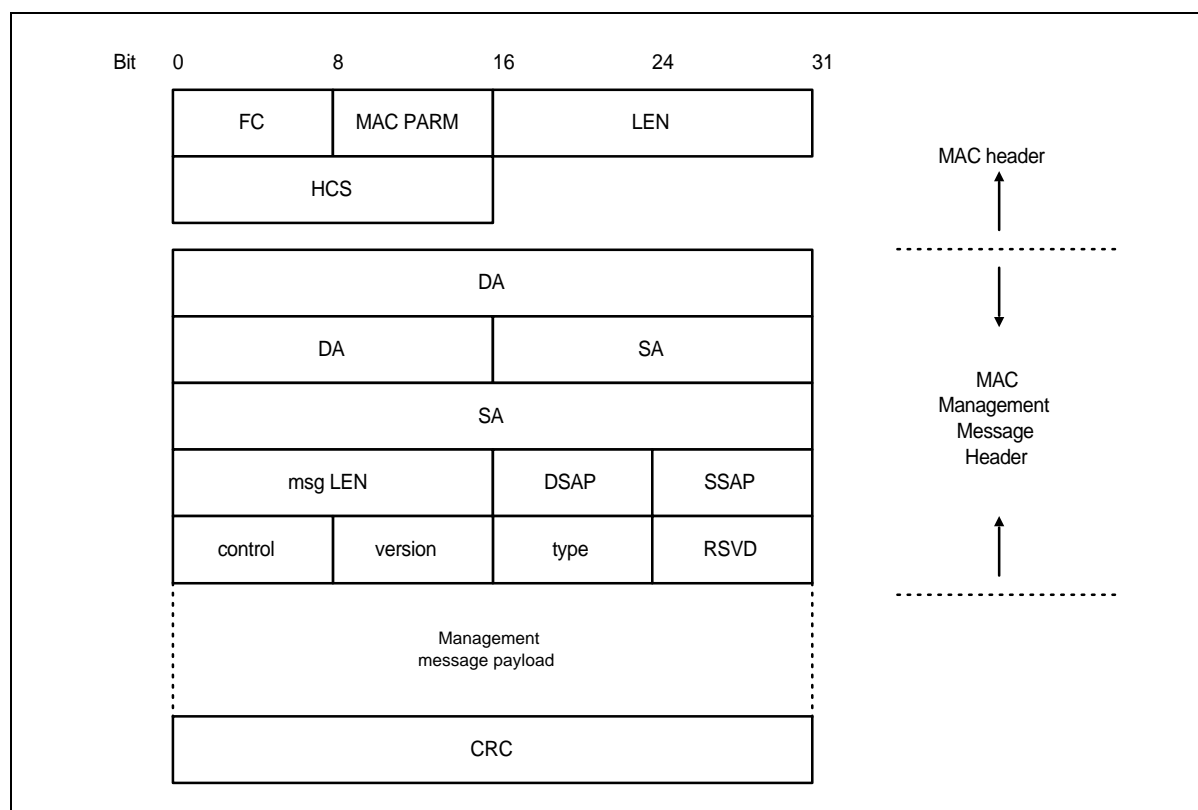 Bit 0 8 16 24 31
FC MAC PARM LEN
MAC header
HCS
DA
DA SA
SA
MAC
Management
Message
Header
msg LEN DSAP SSAP
control version type RSVD
Management
message payload
CRC